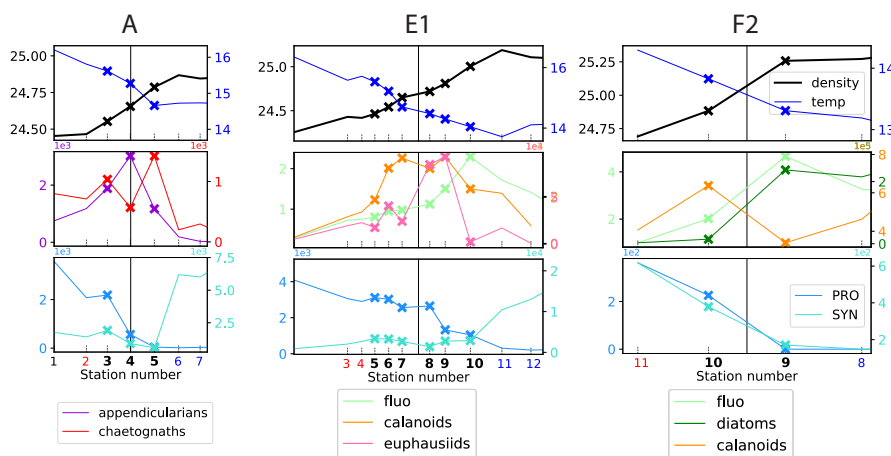 A E1 F2
25.00 16 25.0 16 25.25 14
24.75 15 24.5 14 25.00 density
24.50 14 24.75 temp 13
1e3 1e3 1e4 1e5
2 1 2 4 8
0 0 1 0 2 2 6 0 4
1e3 1e3 1e3 1e4 1e2 1e2
7.5 4 2 2 6
2 5.0 2 1 PRO 4
0 2.5 0 0 0 SYN 2
1 2 3 4 5 6 7 3 4 5 6 7 8 9 10 11 12 11 10 9 8
Station number Station number Station number
appendicularians
chaetognaths
fluo
calanoids
euphausiids
fluo
diatoms
calanoids